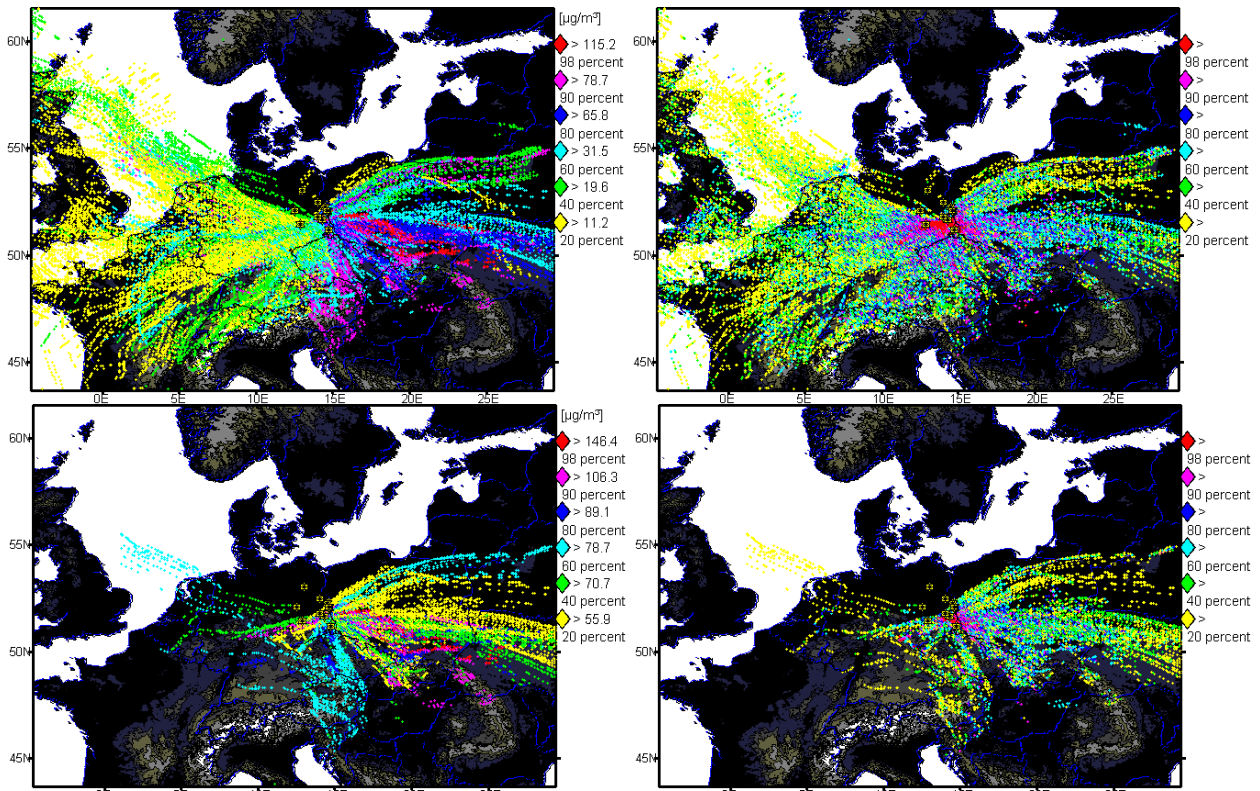 [µg/m³]
60N
> 115.2
98 percent
> 78.7
90 percent
> 65.8
80 percent
55N
> 31.5
60 percent
> 19.6
40 percent
> 11.2
20 percent
50N
45N
0E 5E 10E 15E 20E 25E
60N
>
98 percent
>
90 percent
>
80 percent
55N
>
60 percent
>
40 percent
>
20 percent
50N
45N
0E 5E 10E 15E 20E 25E
[µg/m³]
60N
> 146.4
98 percent
> 106.3
90 percent
> 89.1
80 percent
55N
> 78.7
60 percent
> 70.7
40 percent
> 55.9
20 percent
50N
45N
60N
>
98 percent
>
90 percent
>
80 percent
55N
>
60 percent
>
40 percent
>
20 percent
50N
45N